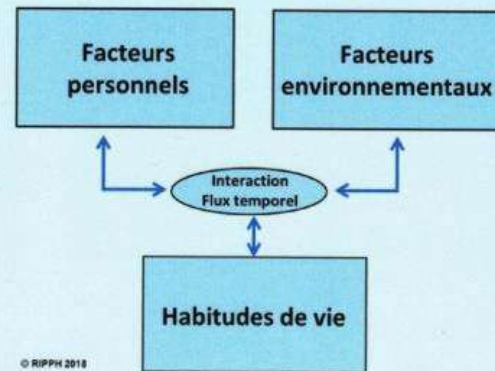 Facteurs
personnels
Facteurs
environnementaux
Interaction
Flux temporel
Habitudes de vie
© RIPPH 2018